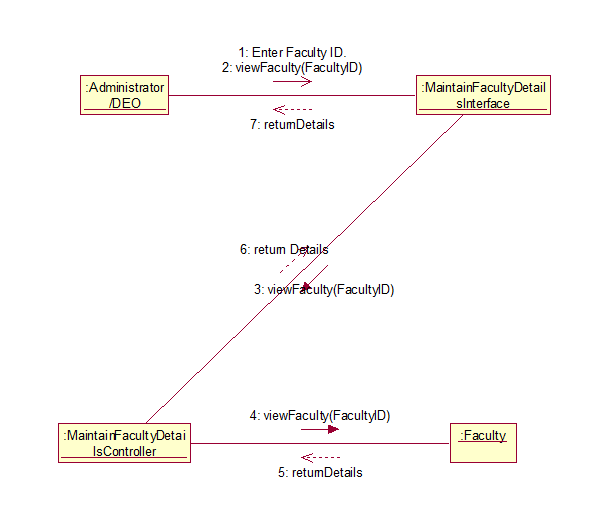 1: Enter Faculty ID.
2: viewFaculty(FacultyID)
:Administrator
/DEO
:MaintainFacultyDetail
sInterface
7: returnDetails
6: return Details
3: viewFaculty(FacultyID)
:MaintainFacultyDetai
lsController
4: viewFaculty(FacultyID)
:Faculty
5: returnDetails